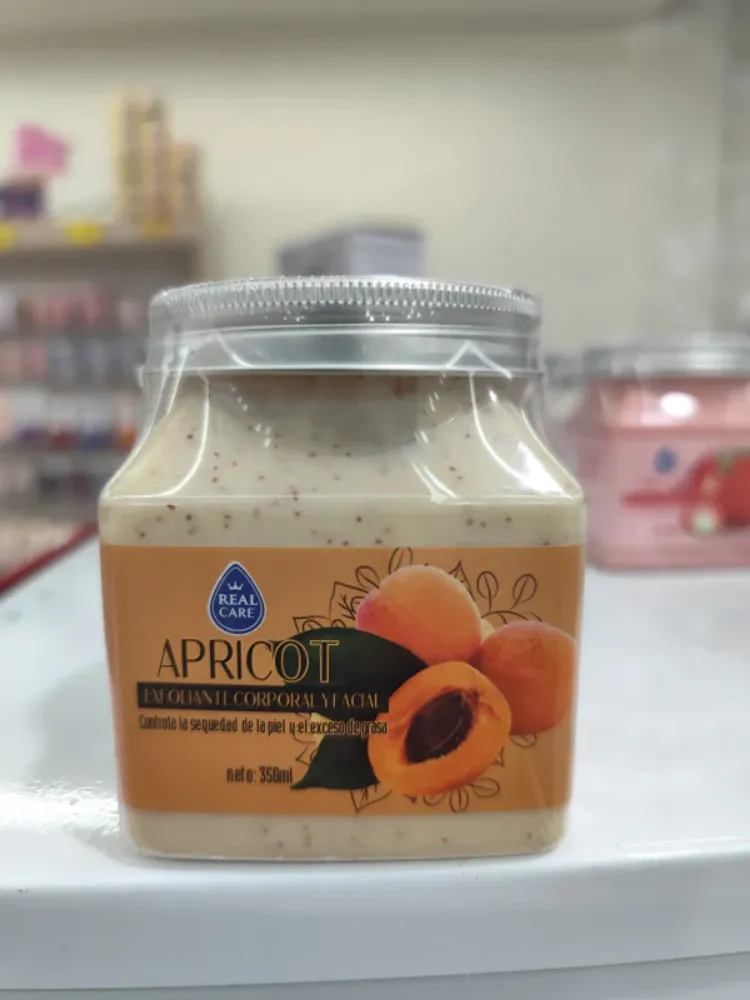 REAL
CARE
APRICOT
EXFOLIANTE CORPORAL Y FACIAL
Controla la sequedad de la piel y el exceso de grasa
neto: 350ml